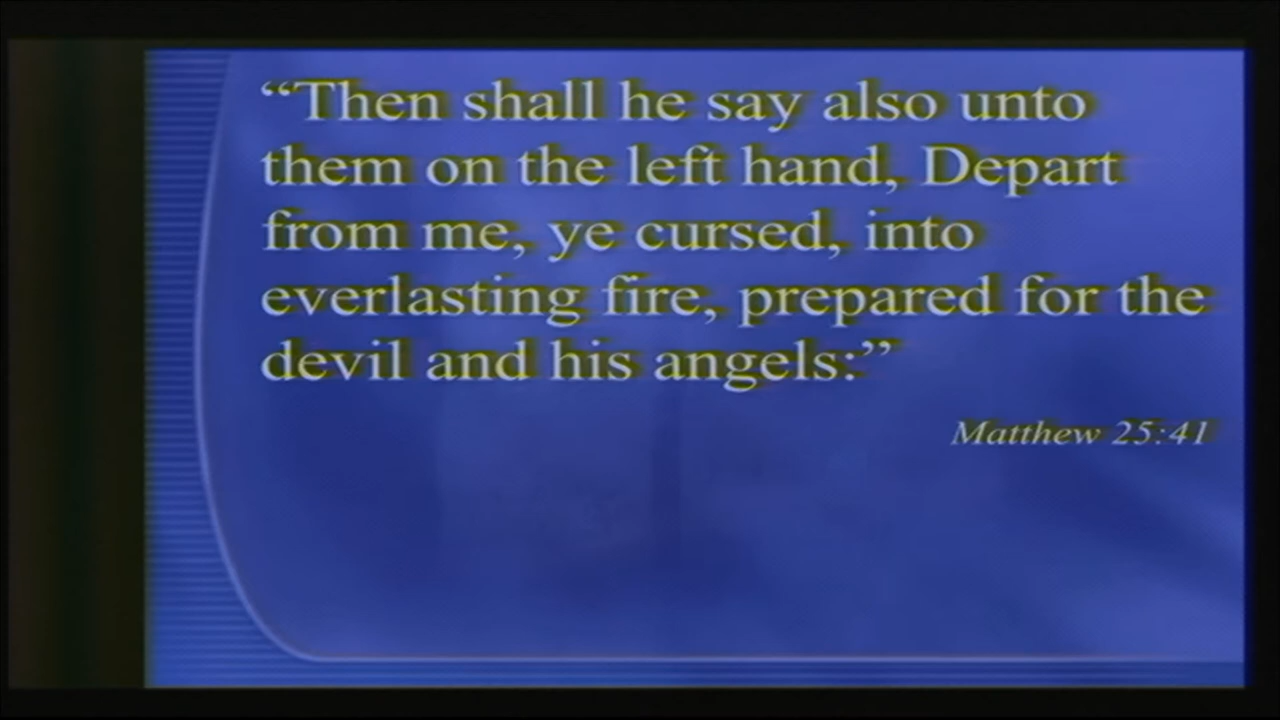 “Then shall he say also unto
them on the left hand, Depart
from me, ye cursed, into
everlasting fire, prepared for the
devil and his angels:”
Matthew 25:41